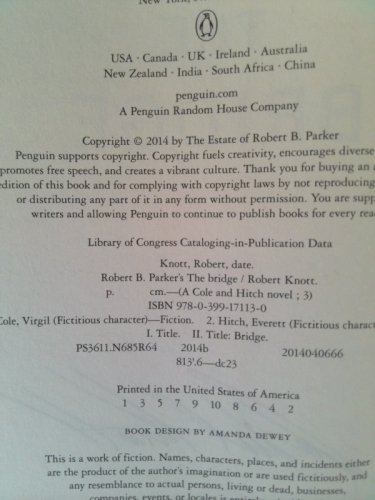 New York,
USA · Canada · UK · Ireland · Australia
New Zealand · India · South Africa · China
penguin.com
A Penguin Random House Company
Copyright © 2014 by The Estate of Robert B. Parker
Penguin supports copyright. Copyright fuels creativity, encourages diverse
promotes free speech, and creates a vibrant culture. Thank you for buying an
edition of this book and for complying with copyright laws by not reproducing
or distributing any part of it in any form without permission. You are
writers and allowing Penguin to continue to publish books for every
Library of Congress Cataloging-in-Publication Data
Knott, Robert, date.
Robert B. Parker's The bridge / Robert Knott.
p. cm.—(A Cole and Hitch novel ; 3)
ISBN 978-0-399-17113-0
Cole, Virgil (Fictitious character)—Fiction. 2. Hitch, Everett (Fictitious
I. Title. II. Title: Bridge.
PS3611.N685R64 2014b 2014040666
813'.6—dc23
Printed in the United States of America
1 3 5 7 9 10 8 6 4 2
BOOK DESIGN BY AMANDA DEWEY
This is a work of fiction. Names, characters, places, and incidents either
are the product of the author's imagination or are used fictitiously, and
any resemblance to actual persons, living or dead, businesses,
companies, events, or locales is